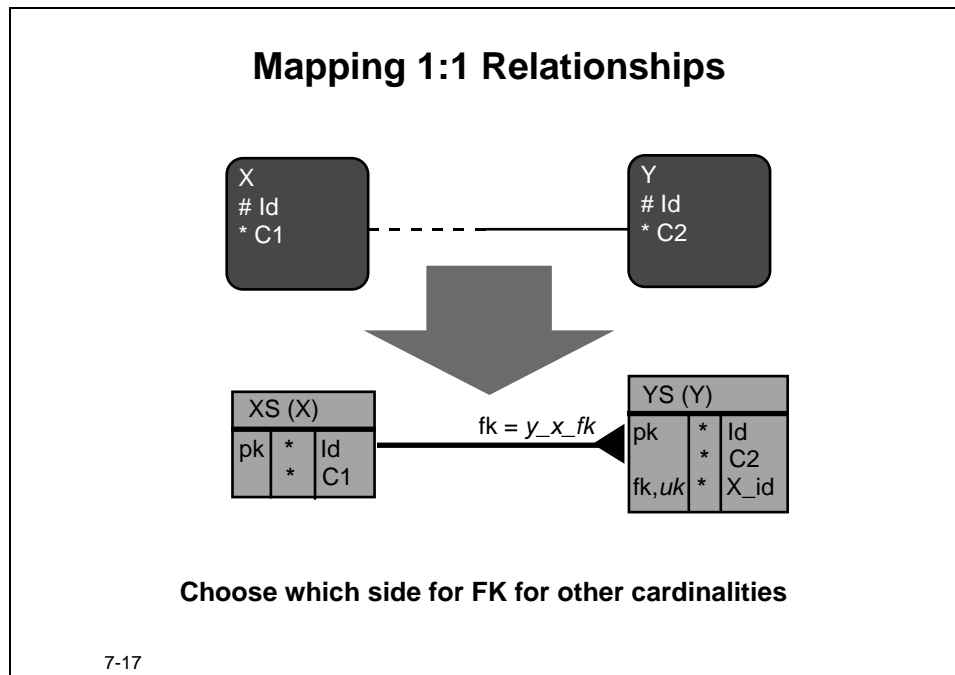 Mapping 1:1 Relationships
X
# Id
* C1
Y
# Id
* C2
XS (X)
pk * Id
* C1
fk = y_x_fk
YS (Y)
pk * Id
* C2
fk,uk * X_id
Choose which side for FK for other cardinalities
7-17